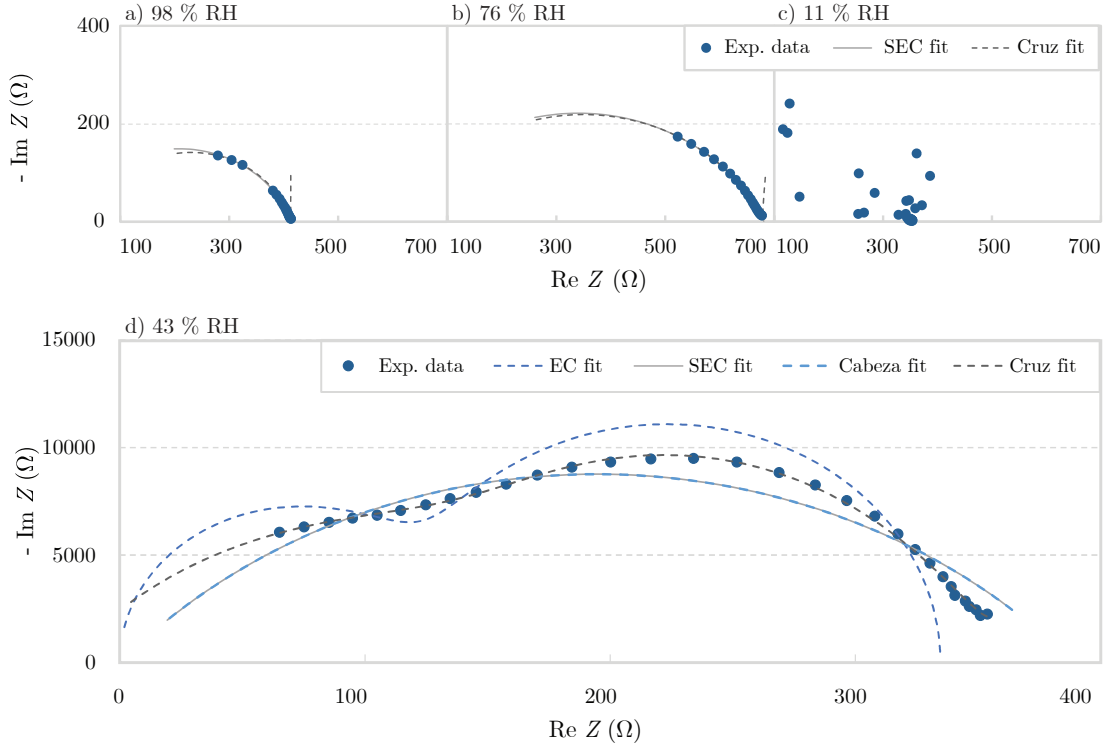 a) 98 % RH
b) 76 % RH
c) 11 % RH
400
200
0
- Im Z (Ω)
Exp. data
SEC fit
Cruz fit
100
300
500
700
100
300
500
700
100
300
500
700
Re Z (Ω)
d) 43 % RH
15000
10000
5000
0
- Im Z (Ω)
Exp. data
EC fit
SEC fit
Cabeza fit
Cruz fit
0
100
200
300
400
Re Z (Ω)